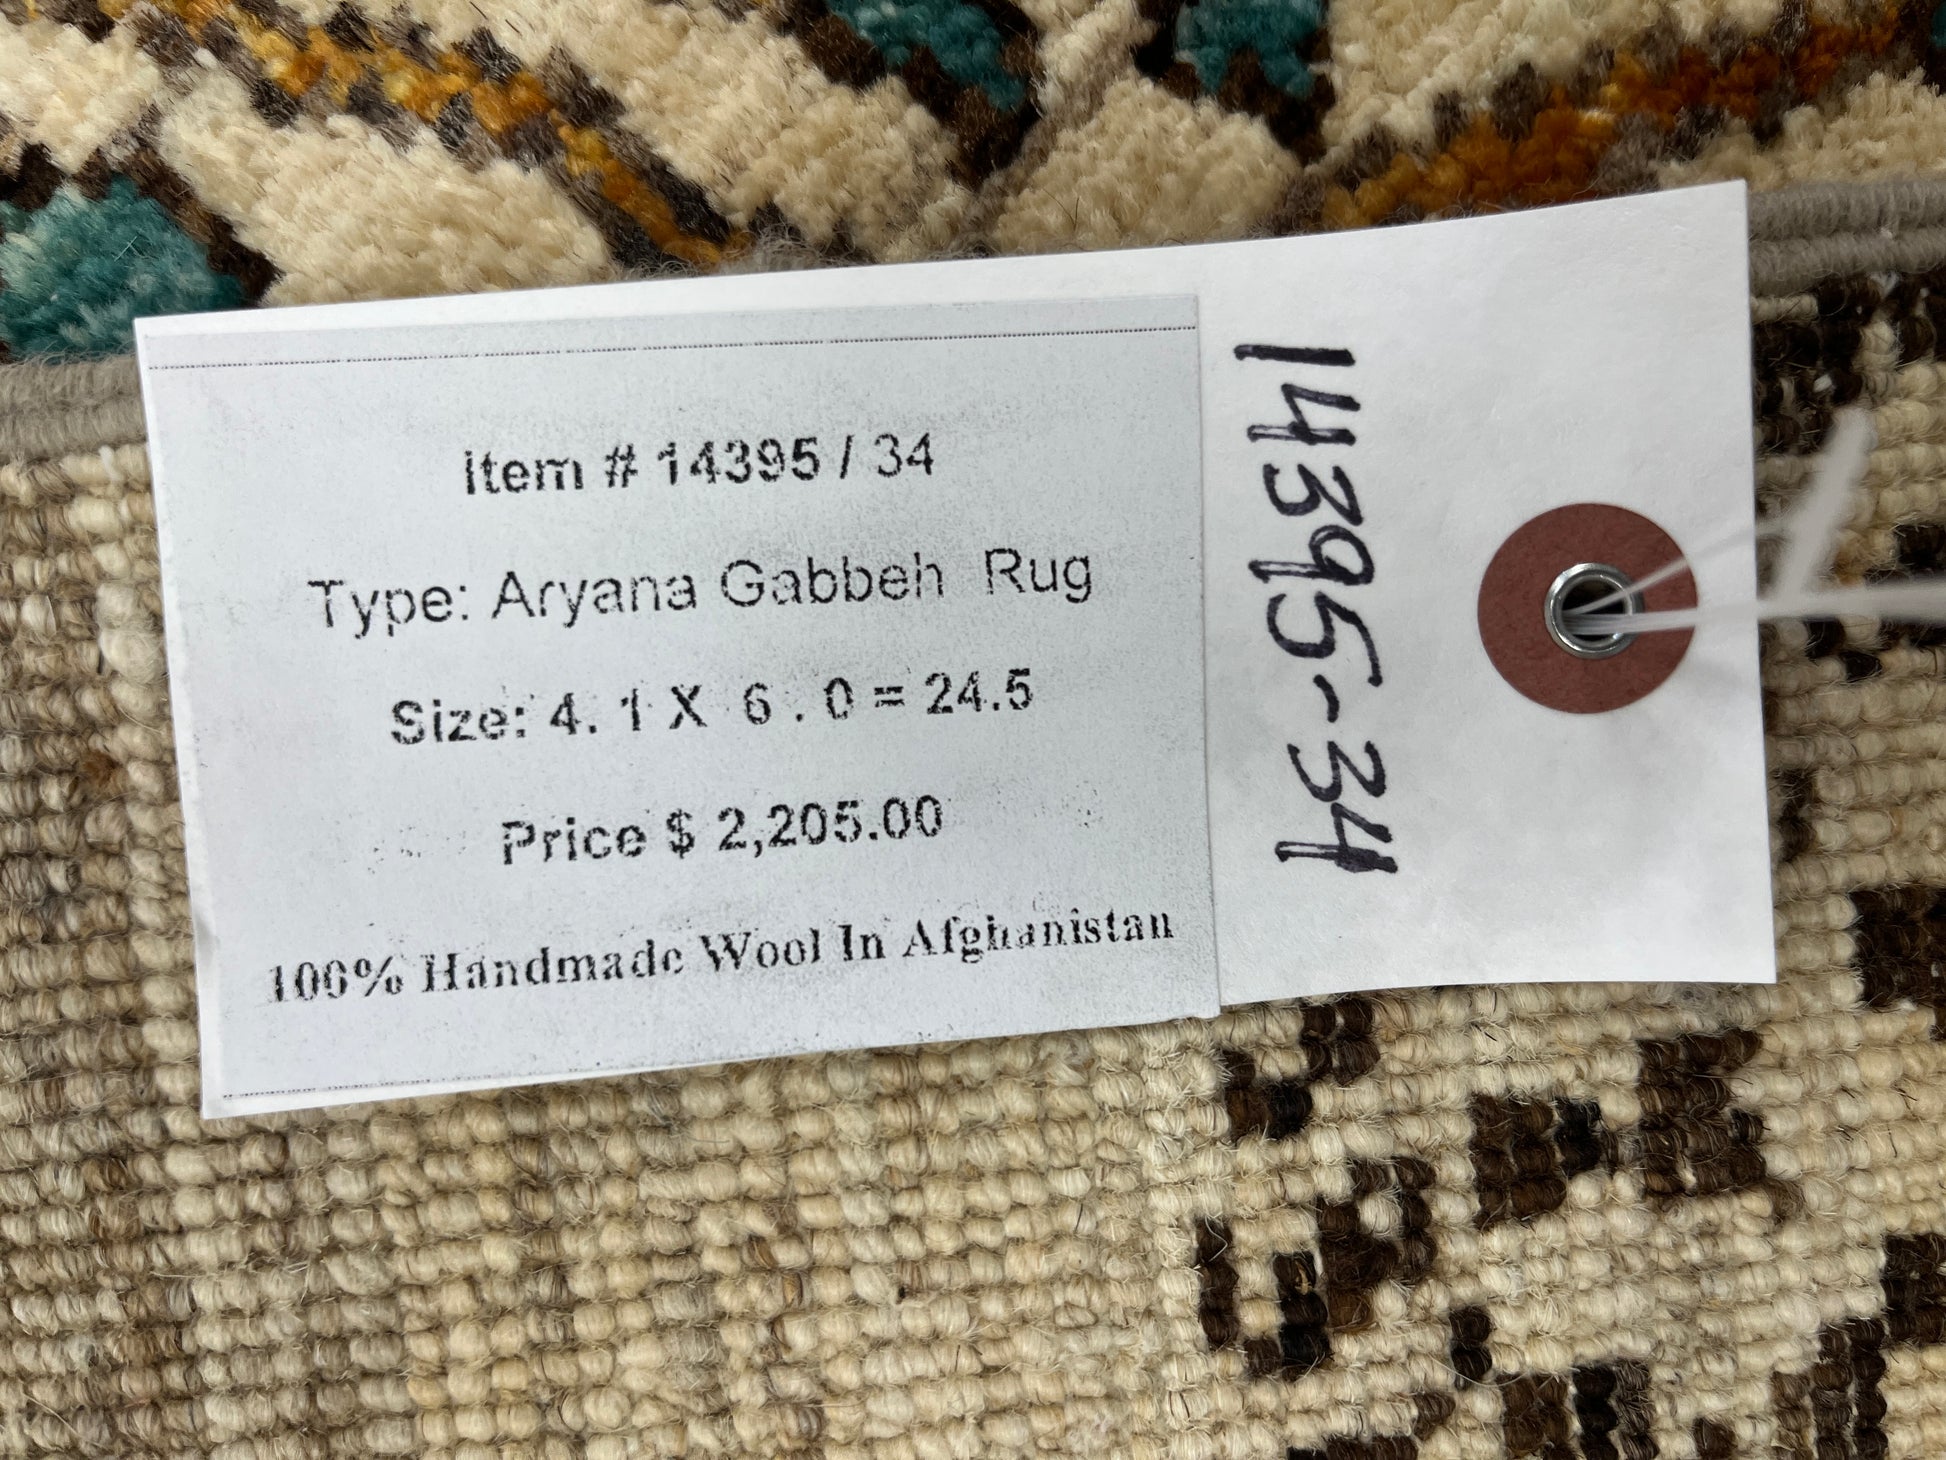 Item # 14395 / 34
Type: Aryana Gabbeh Rug
Size: 4. 1 X 6 . 0 = 24.5
Price $ 2,205.00
100% Handmade Wool In Afghanistan
14395-34